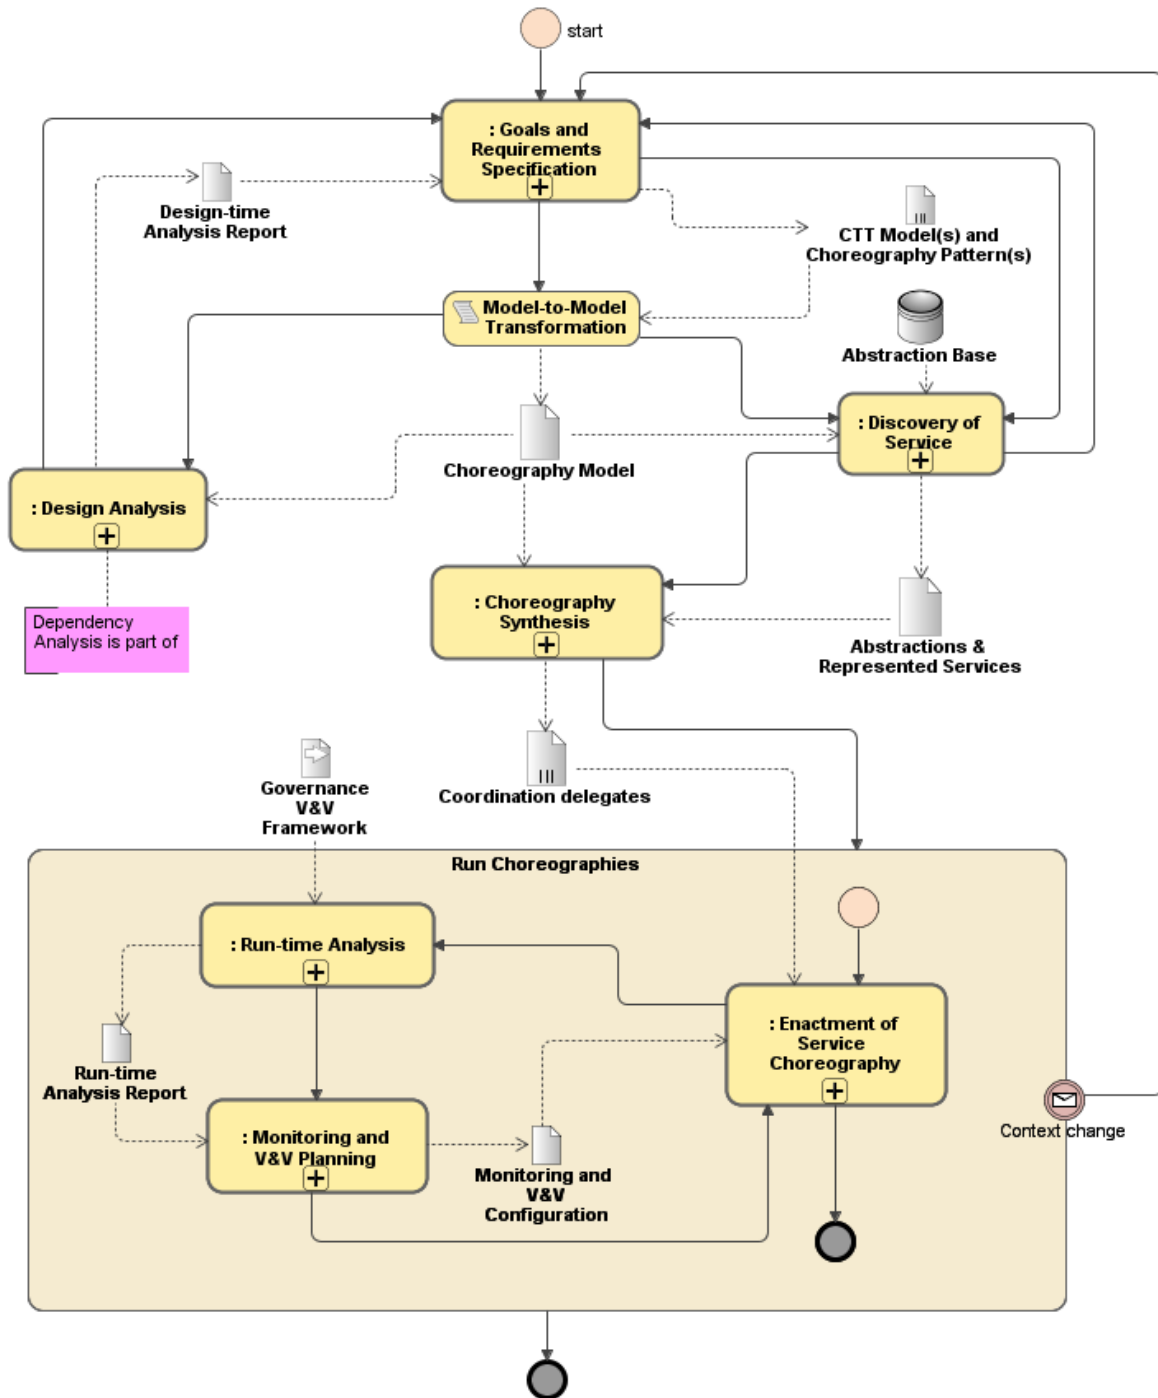 start
: Goals and
Requirements
Specification
Design-time
Analysis Report
CTT Model(s) and
Choreography Pattern(s)
Model-to-Model
Transformation
Abstraction Base
: Discovery of
Service
Choreography Model
: Design Analysis
Dependency
Analysis is part of
: Choreography
Synthesis
Abstractions &
Represented Services
Governance
V&V
Framework
Coordination delegates
Run Choreographies
: Run-time Analysis
: Enactment of
Service
Choreography
Run-time
Analysis Report
: Monitoring and
V&V Planning
Monitoring and
V&V
Configuration
Context change